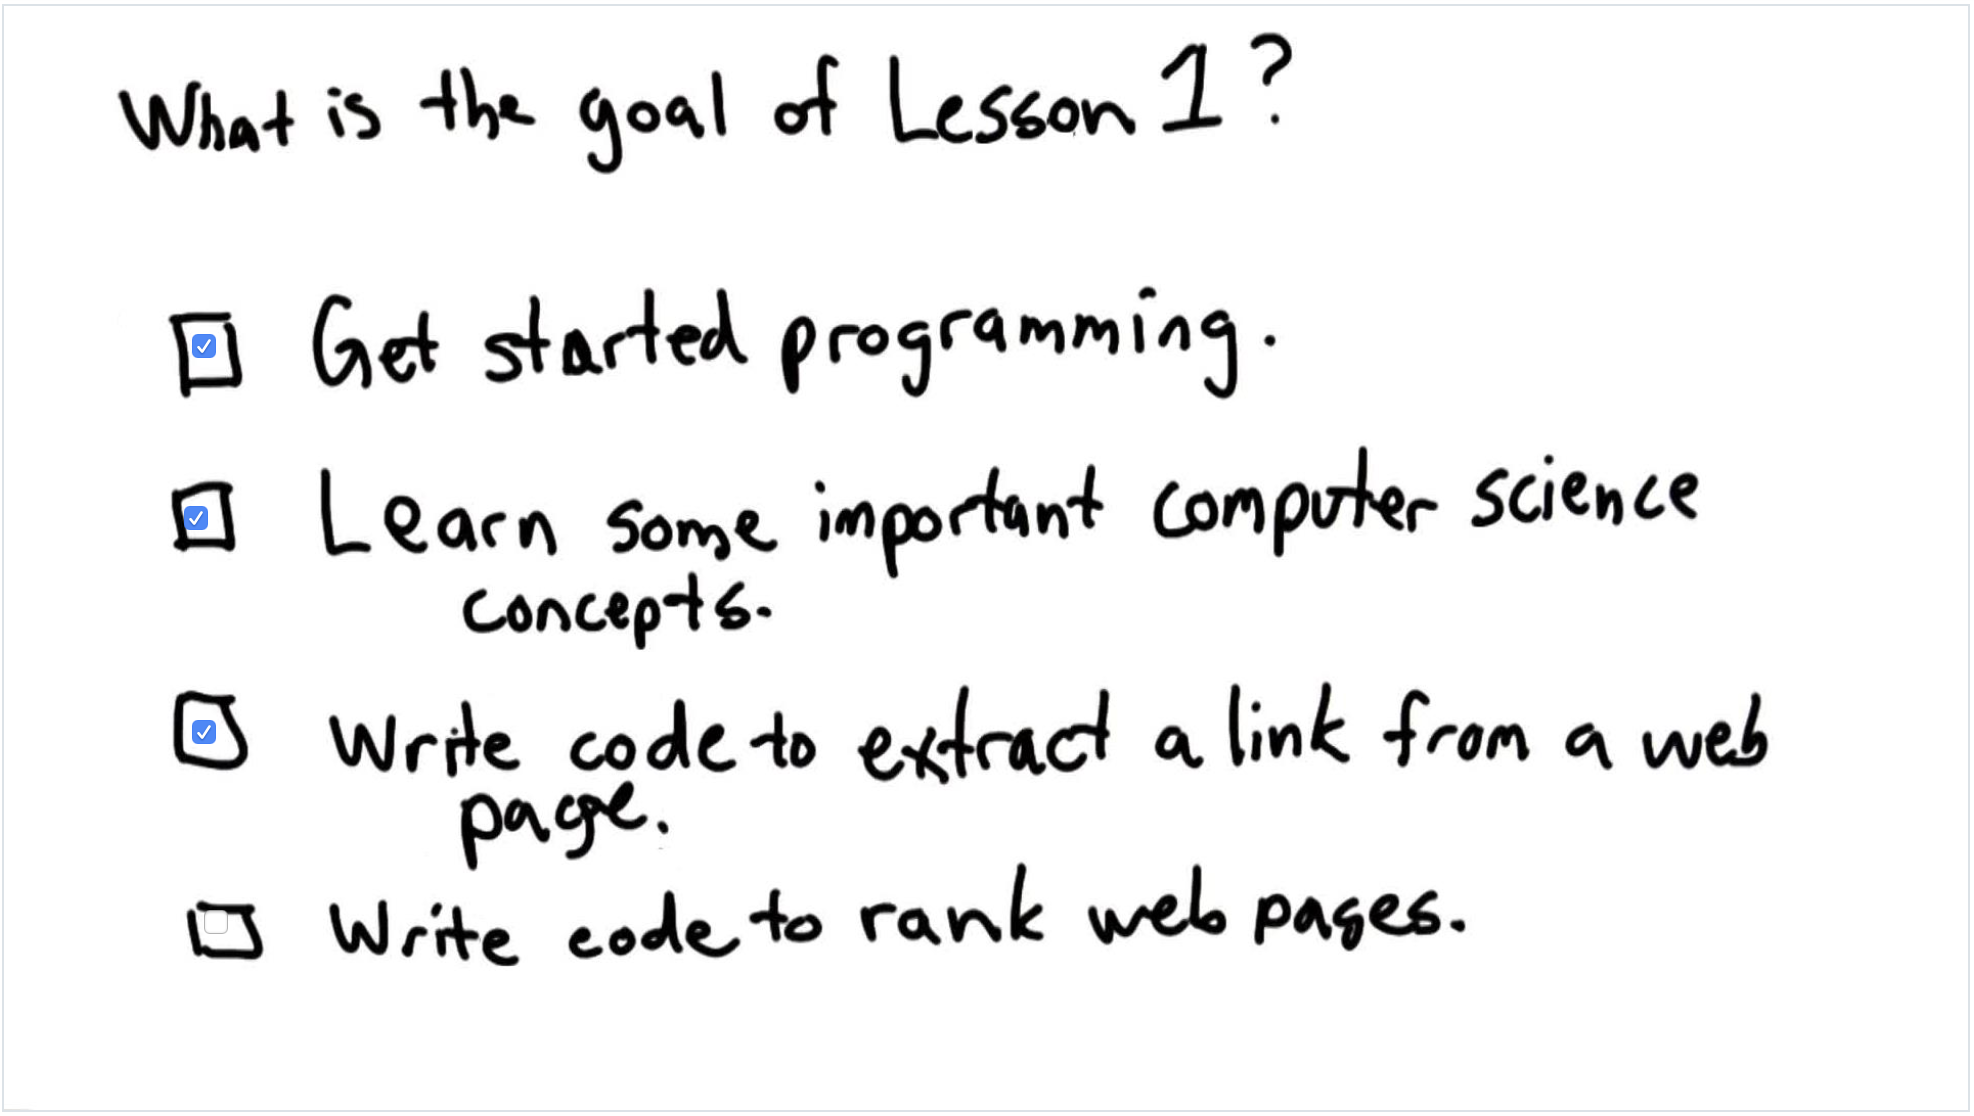 What is the goal of Lesson 1?
Get started programming.
Learn some important computer science
concepts.
Write code to extract a link from a web
page.
Write code to rank web pages.